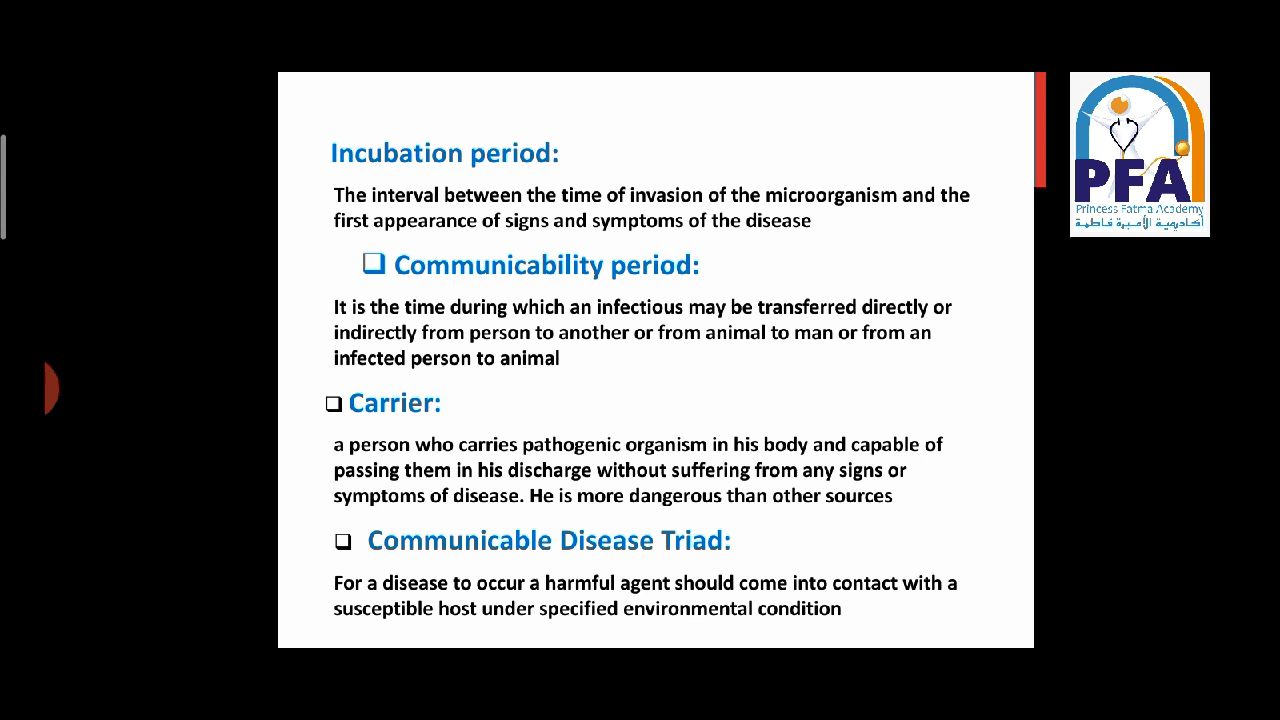 Incubation period:
The interval between the time of invasion of the microorganism and the
first appearance of signs and symptoms of the disease
❑ Communicability period:
It is the time during which an infectious may be transferred directly or
indirectly from person to another or from animal to man or from an
infected person to animal
❑ Carrier:
a person who carries pathogenic organism in his body and capable of
passing them in his discharge without suffering from any signs or
symptoms of disease. He is more dangerous than other sources
❑ Communicable Disease Triad:
For a disease to occur a harmful agent should come into contact with a
susceptible host under specified environmental condition
PFA
Princess Fatma Academy
أكاديمية الأميرة فاطمة